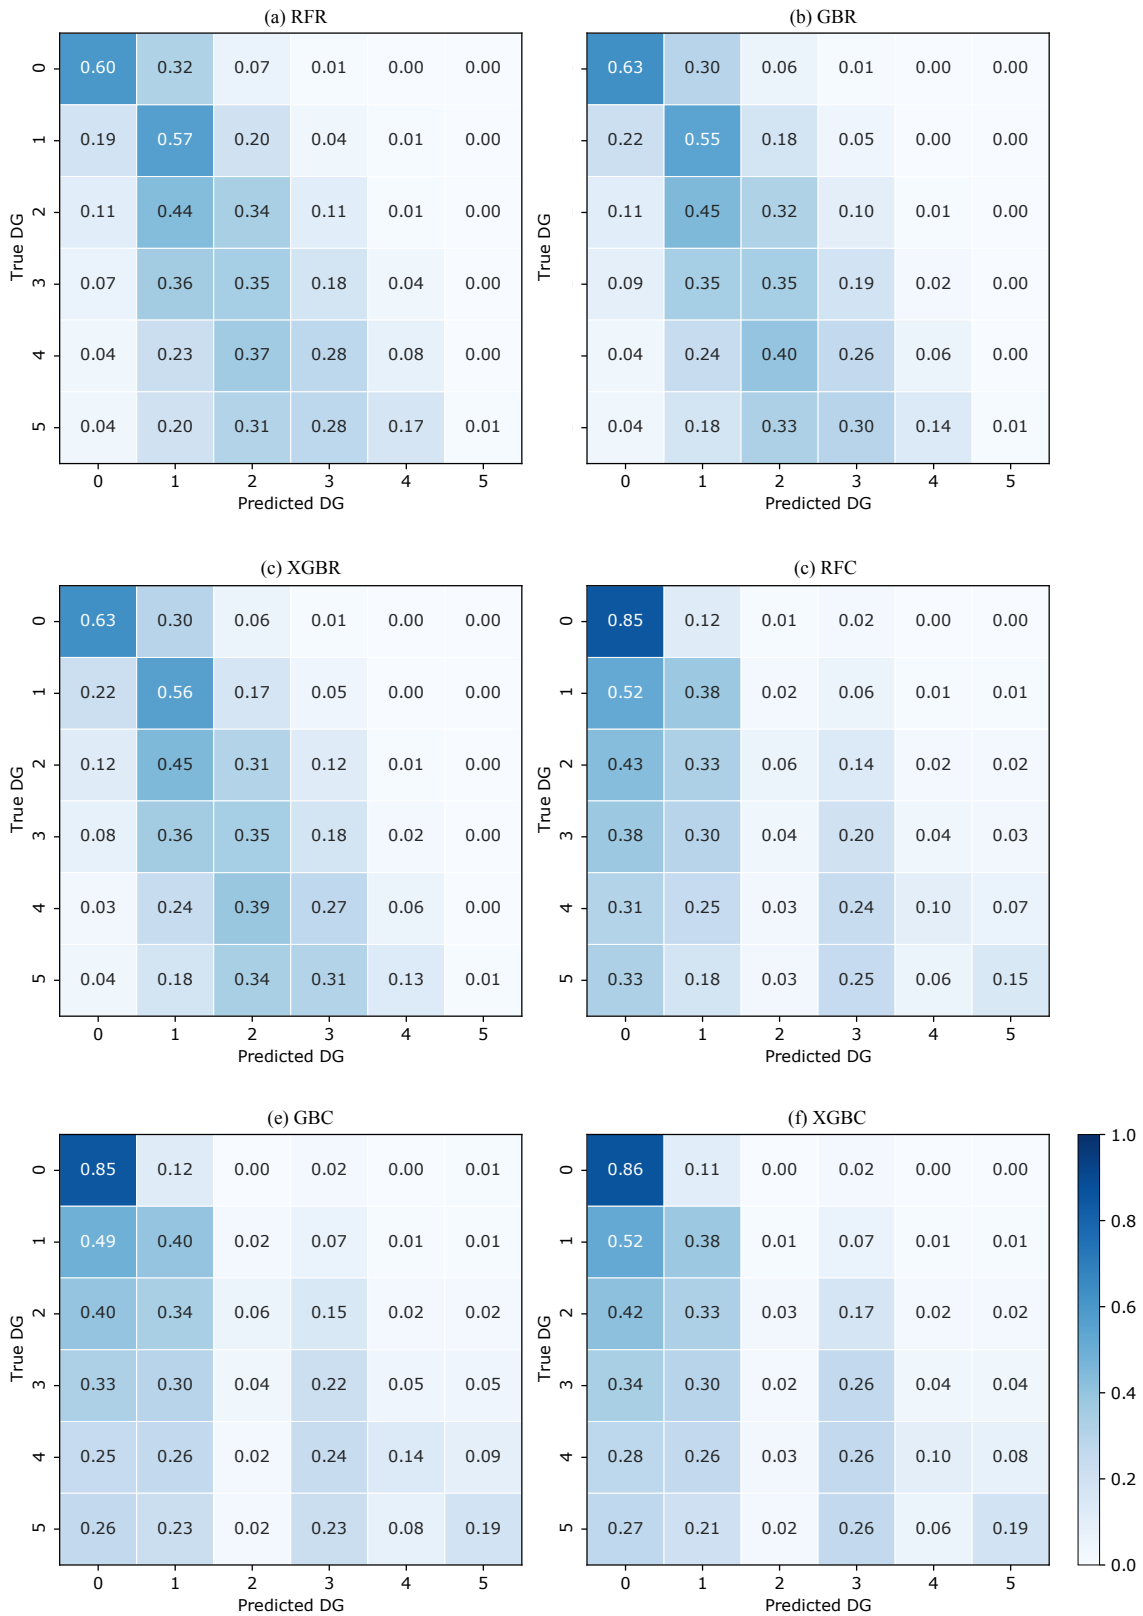 (a) RFR
True DG
0 0.60 0.32 0.07 0.01 0.00 0.00
1 0.19 0.57 0.20 0.04 0.01 0.00
2 0.11 0.44 0.34 0.11 0.01 0.00
3 0.07 0.36 0.35 0.18 0.04 0.00
4 0.04 0.23 0.37 0.28 0.08 0.00
5 0.04 0.20 0.31 0.28 0.17 0.01
0 1 2 3 4 5
Predicted DG
(b) GBR
True DG
0.63 0.30 0.06 0.01 0.00 0.00
0.22 0.55 0.18 0.05 0.00 0.00
0.11 0.45 0.32 0.10 0.01 0.00
0.09 0.35 0.35 0.19 0.02 0.00
0.04 0.24 0.40 0.26 0.06 0.00
0.04 0.18 0.33 0.30 0.14 0.01
0 1 2 3 4 5
Predicted DG
(c) XGBR
True DG
0 0.63 0.30 0.06 0.01 0.00 0.00
1 0.22 0.56 0.17 0.05 0.00 0.00
2 0.12 0.45 0.31 0.12 0.01 0.00
3 0.08 0.36 0.35 0.18 0.02 0.00
4 0.03 0.24 0.39 0.27 0.06 0.00
5 0.04 0.18 0.34 0.31 0.13 0.01
0 1 2 3 4 5
Predicted DG
(c) RFC
True DG
0 0.85 0.12 0.01 0.02 0.00 0.00
1 0.52 0.38 0.02 0.06 0.01 0.01
2 0.43 0.33 0.06 0.14 0.02 0.02
3 0.38 0.30 0.04 0.20 0.04 0.03
4 0.31 0.25 0.03 0.24 0.10 0.07
5 0.33 0.18 0.03 0.25 0.06 0.15
0 1 2 3 4 5
Predicted DG
(e) GBC
True DG
0 0.85 0.12 0.00 0.02 0.00 0.01
1 0.49 0.40 0.02 0.07 0.01 0.01
2 0.40 0.34 0.06 0.15 0.02 0.02
3 0.33 0.30 0.04 0.22 0.05 0.05
4 0.25 0.26 0.02 0.24 0.14 0.09
5 0.26 0.23 0.02 0.23 0.08 0.19
0 1 2 3 4 5
Predicted DG
(f) XGBC
True DG
0 0.86 0.11 0.00 0.02 0.00 0.00
1 0.52 0.38 0.01 0.07 0.01 0.01
2 0.42 0.33 0.03 0.17 0.02 0.02
3 0.34 0.30 0.02 0.26 0.04 0.04
4 0.28 0.26 0.03 0.26 0.10 0.08
5 0.27 0.21 0.02 0.26 0.06 0.19
0 1 2 3 4 5
Predicted DG
1.0
0.8
0.6
0.4
0.2
0.0